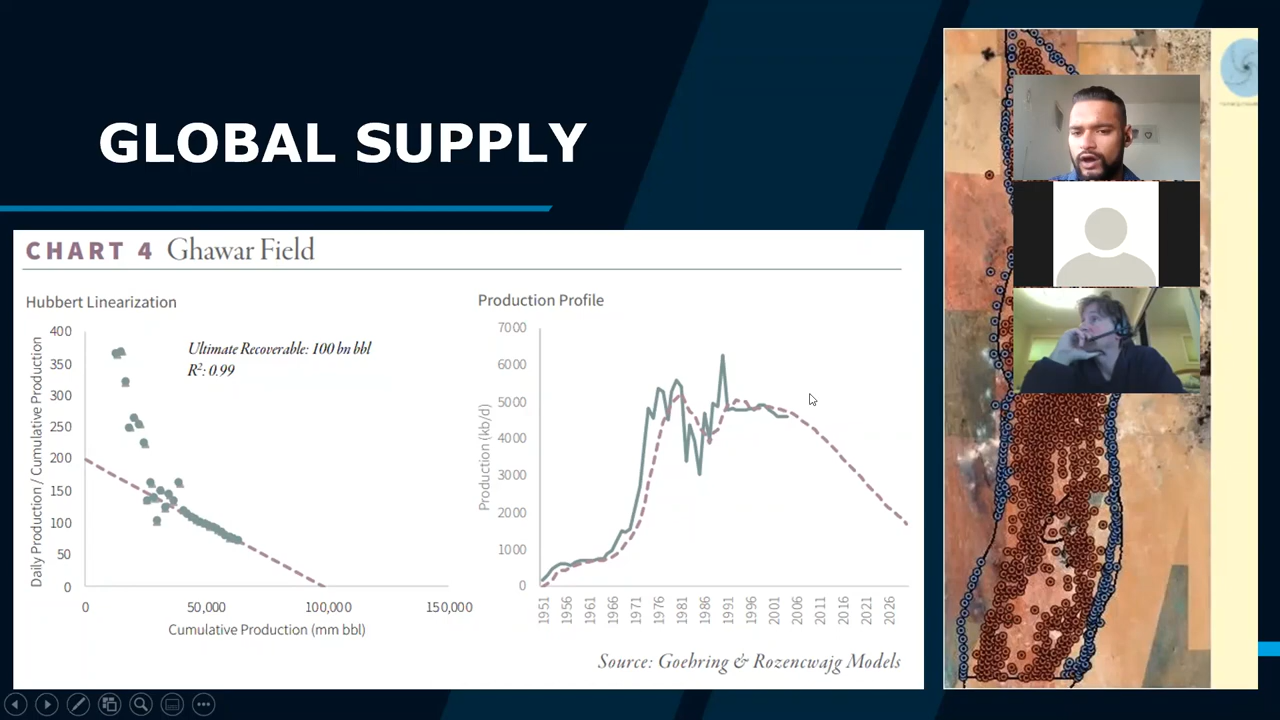 GLOBAL SUPPLY
CHART 4 Ghawar Field
Hubbert Linearization
Daily Production / Cumulative Production
400
350
300
250
200
150
100
50
0
Ultimate Recoverable: 100 bn bbl
R²: 0.99
0 50,000 100,000 150,000
Cumulative Production (mm bbl)
Production Profile
Production (kb/d)
7000
6000
5000
4000
3000
2000
1000
0
1951 1956 1961 1966 1971 1976 1981 1986 1991 1996 2001 2006 2011 2016 2021 2026
Source: Goehring & Rozencwajg Models